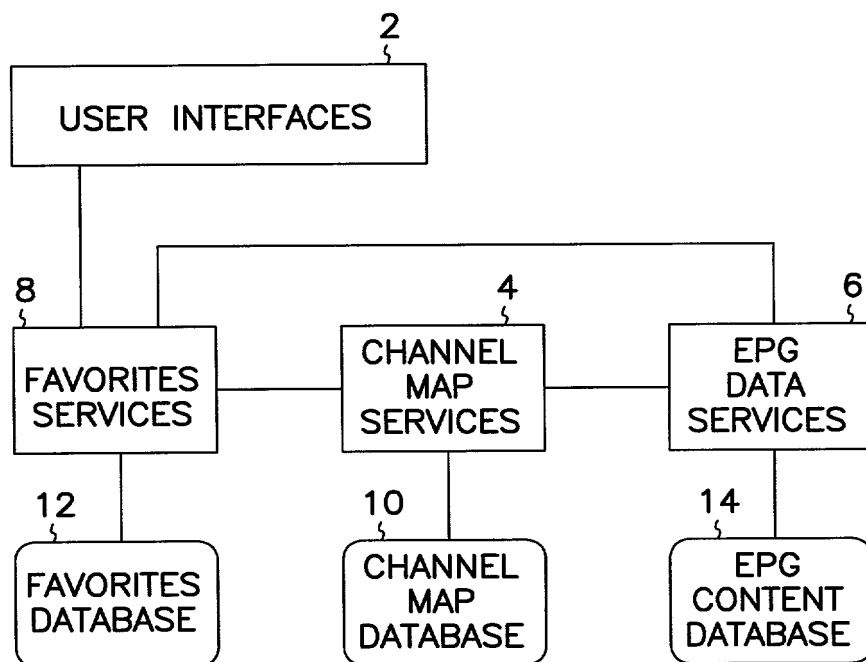 2
USER INTERFACES
8
FAVORITES
SERVICES
4
CHANNEL
MAP
SERVICES
6
EPG
DATA
SERVICES
12
FAVORITES
DATABASE
10
CHANNEL
MAP
DATABASE
14
EPG
CONTENT
DATABASE